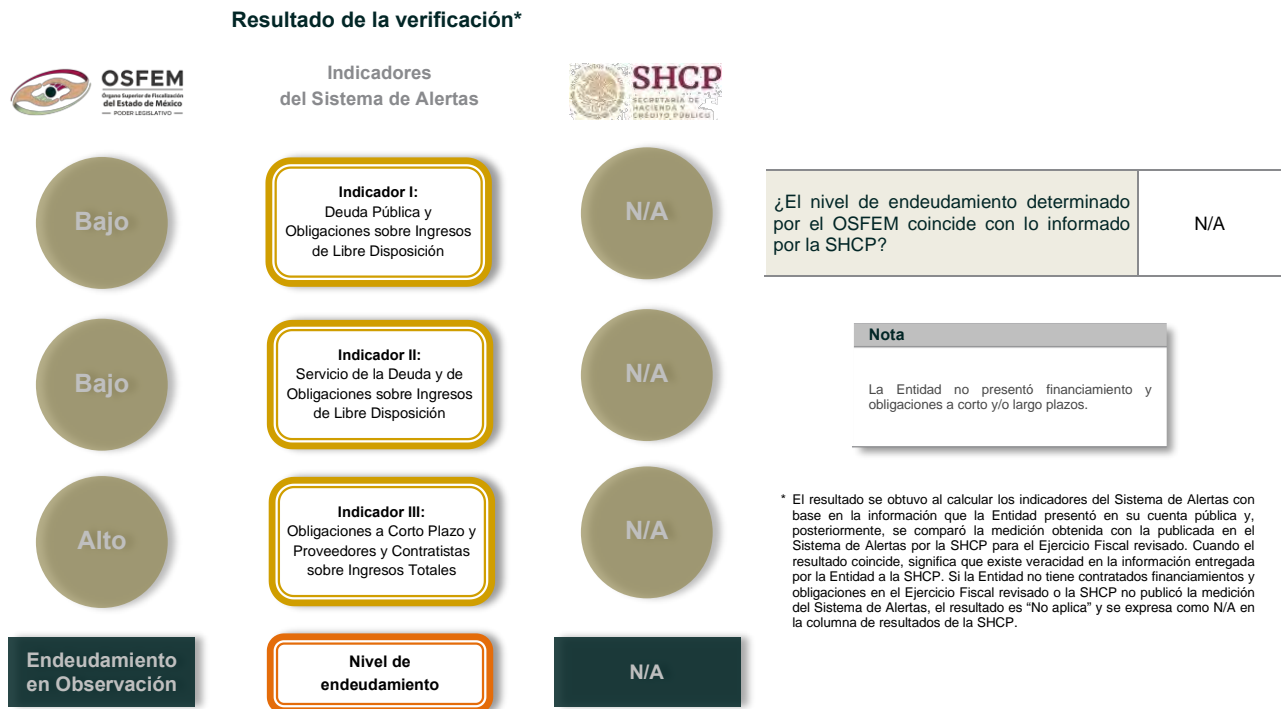 Resultado de la verificación*
OSFEM
Órgano Superior de Fiscalización
del Estado de México
PODER LEGISLATIVO
Indicadores
del Sistema de Alertas
SHCP
SECRETARÍA DE
HACIENDA Y
CRÉDITO PÚBLICO
Bajo
Indicador I:
Deuda Pública y
Obligaciones sobre Ingresos
de Libre Disposición
N/A
Bajo
Indicador II:
Servicio de la Deuda y de
Obligaciones sobre Ingresos
de Libre Disposición
N/A
Alto
Indicador III:
Obligaciones a Corto Plazo y
Proveedores y Contratistas
sobre Ingresos Totales
N/A
Endeudamiento
en Observación
Nivel de
endeudamiento
N/A
¿El nivel de endeudamiento determinado
por el OSFEM coincide con lo informado
por la SHCP?
N/A
Nota
La Entidad no presentó financiamiento y
obligaciones a corto y/o largo plazos.
* El resultado se obtuvo al calcular los indicadores del Sistema de Alertas con
base en la información que la Entidad presentó en su cuenta pública y,
posteriormente, se comparó la medición obtenida con la publicada en el
Sistema de Alertas por la SHCP para el Ejercicio Fiscal revisado. Cuando el
resultado coincide, significa que existe veracidad en la información entregada
por la Entidad a la SHCP. Si la Entidad no tiene contratados financiamientos y
obligaciones en el Ejercicio Fiscal revisado o la SHCP no publicó la medición
del Sistema de Alertas, el resultado es “No aplica” y se expresa como N/A en
la columna de resultados de la SHCP.